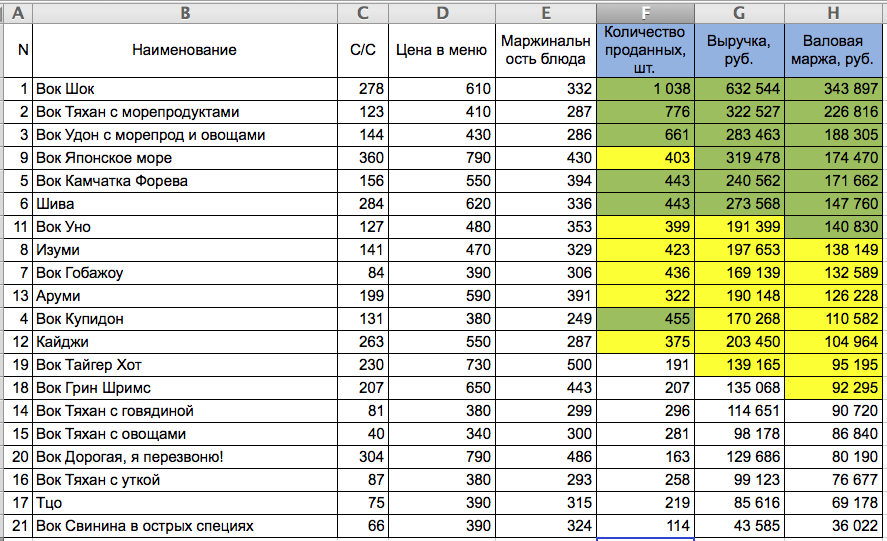 A B C D E F G H
N Наименование С/С Цена в меню Маржинальн ость блюда Количество проданных, шт. Выручка, руб. Валовая маржа, руб.
1 Вок Шок 278 610 332 1 038 632 544 343 897
2 Вок Тяхан с морепродуктами 123 410 287 776 322 527 226 816
3 Вок Удон с морепрод и овощами 144 430 286 661 283 463 188 305
9 Вок Японское море 360 790 430 403 319 478 174 470
5 Вок Камчатка Форева 156 550 394 443 240 562 171 662
6 Шива 284 620 336 443 273 568 147 760
11 Вок Уно 127 480 353 399 191 399 140 830
8 Изуми 141 470 329 423 197 653 138 149
7 Вок Гобажоу 84 390 306 436 169 139 132 589
13 Аруми 199 590 391 322 190 148 126 228
4 Вок Купидон 131 380 249 455 170 268 110 582
12 Кайджи 263 550 287 375 203 450 104 964
19 Вок Тайгер Хот 230 730 500 191 139 165 95 195
18 Вок Грин Шримс 207 650 443 207 135 068 92 295
14 Вок Тяхан с говядиной 81 380 299 296 114 651 90 720
15 Вок Тяхан с овощами 40 340 300 281 98 178 86 840
20 Вок Дорогая, я перезвоню! 304 790 486 163 129 686 80 190
16 Вок Тяхан с уткой 87 380 293 258 99 123 76 677
17 Тцо 75 390 315 219 85 616 69 178
21 Вок Свинина в острых специях 66 390 324 114 43 585 36 022